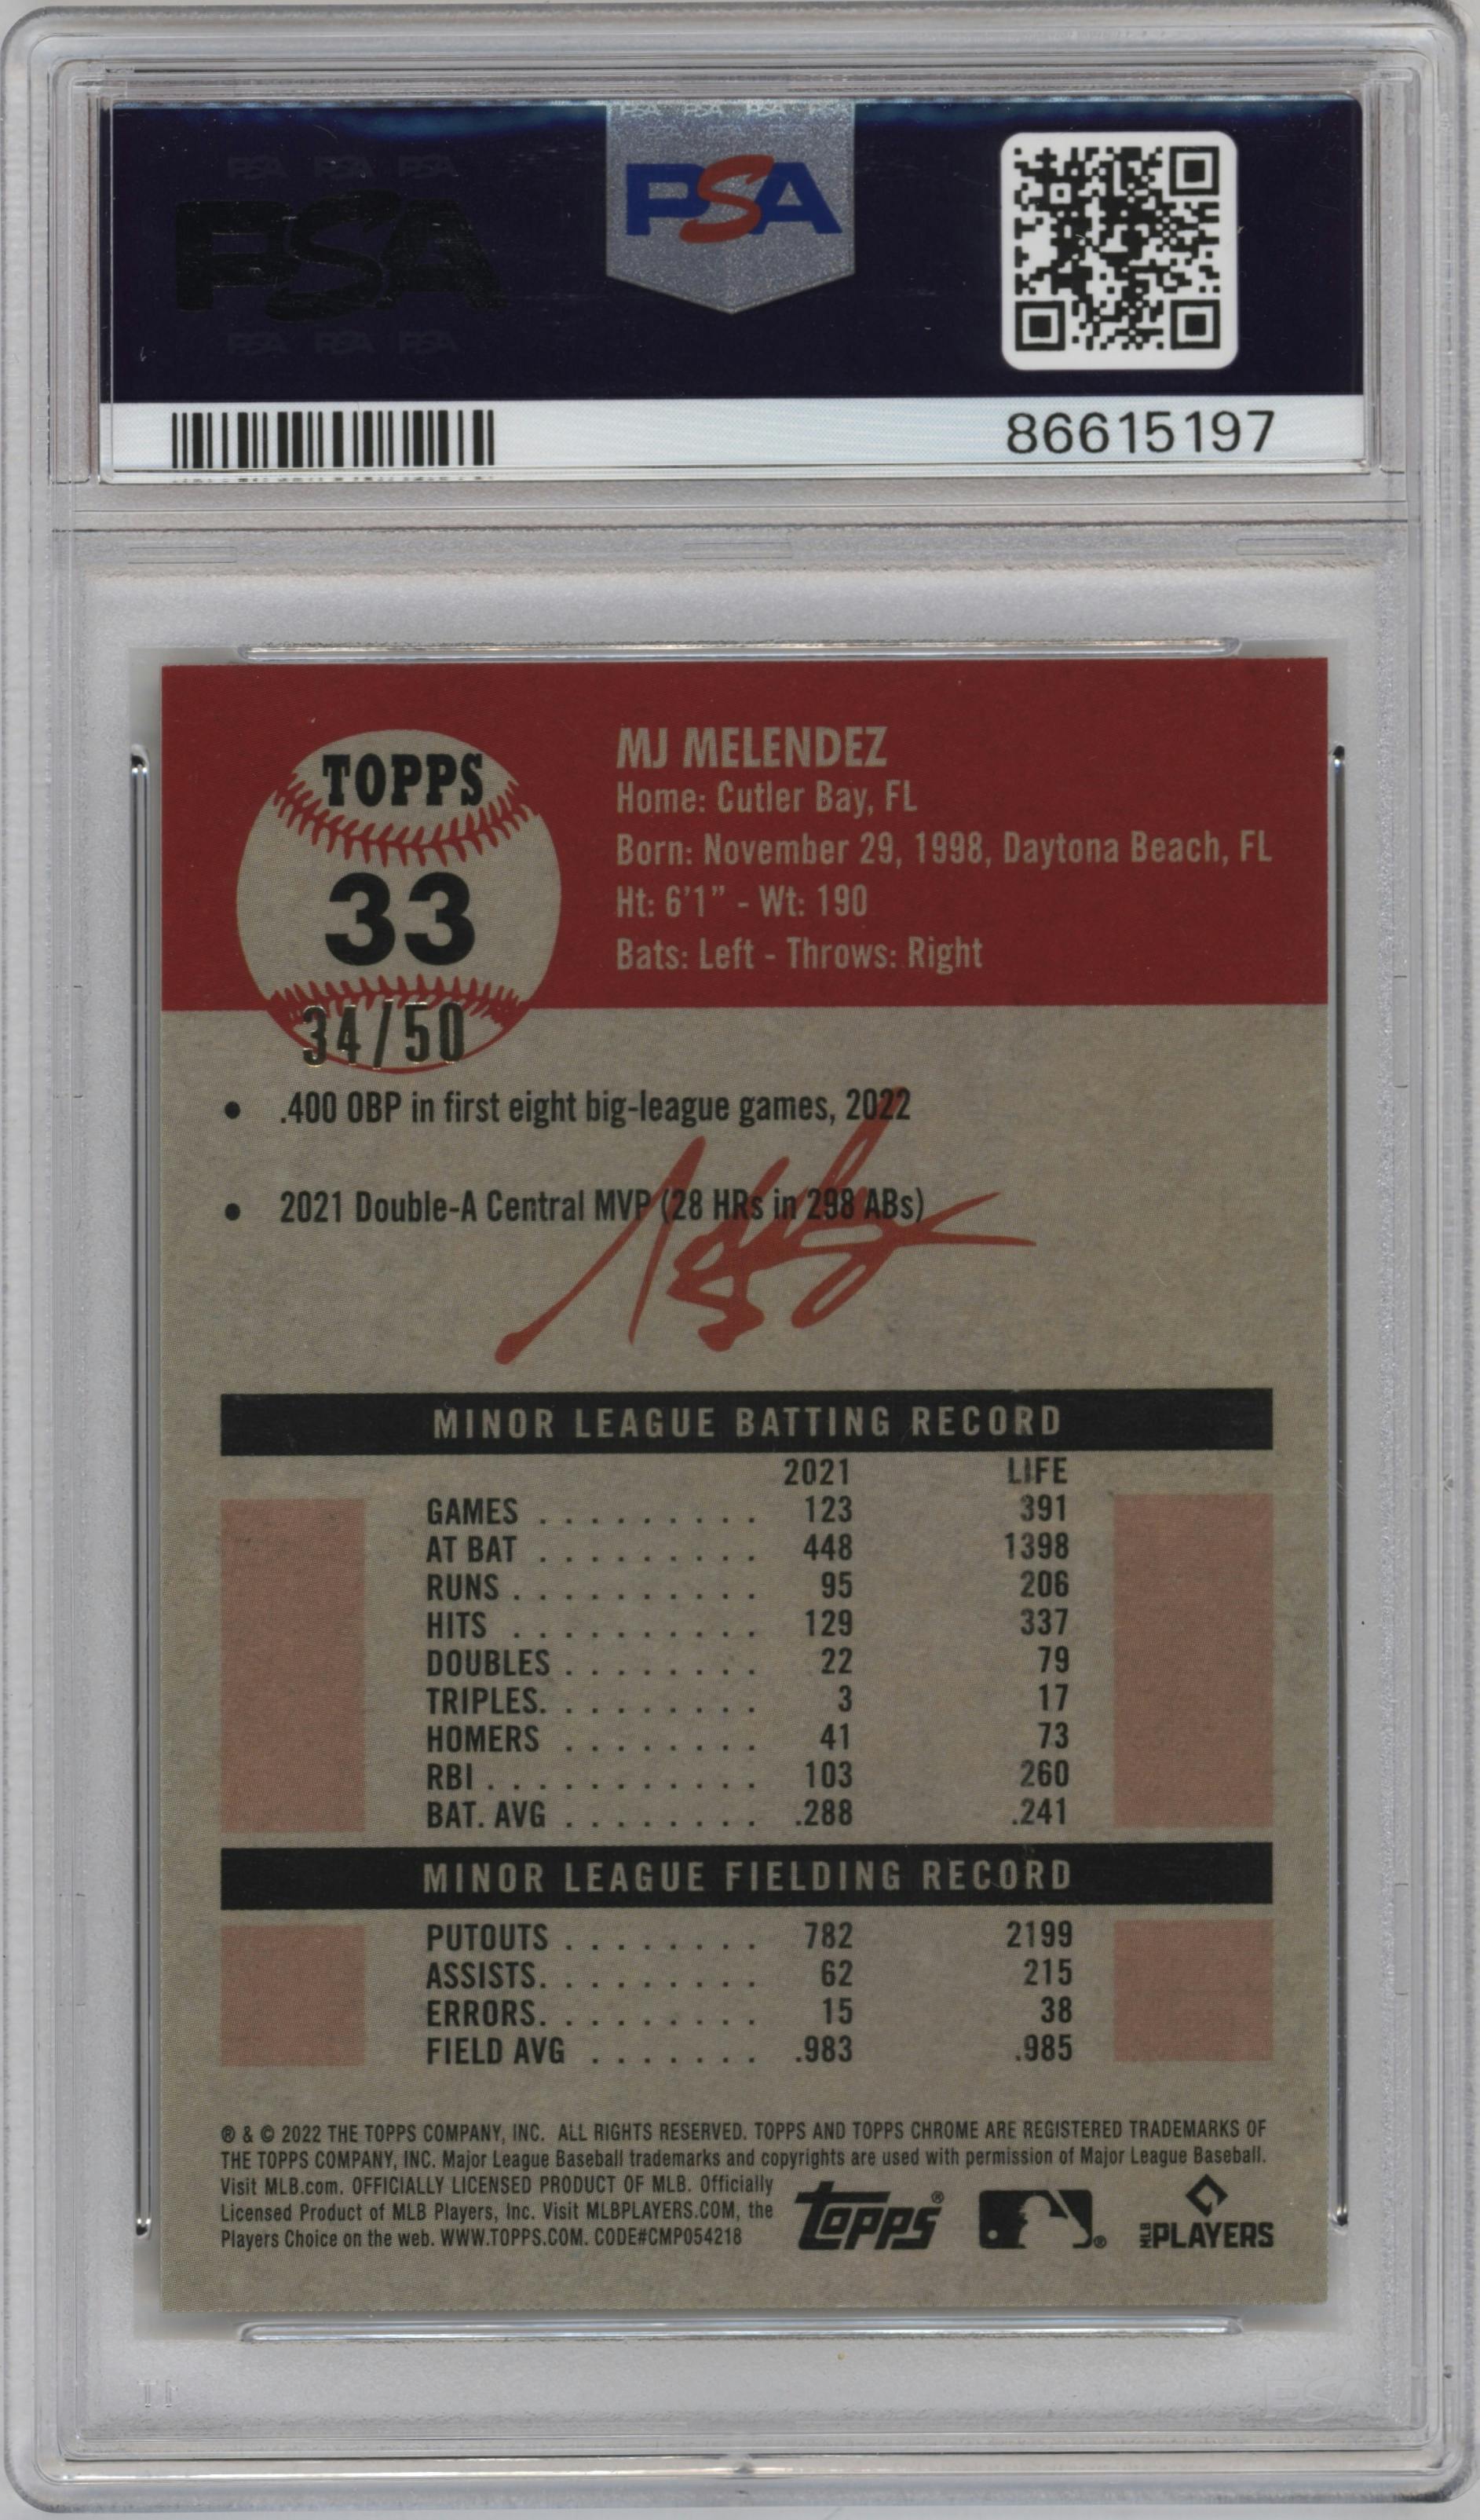 PSA
PSA
86615197
TOPPS
33
34/50
MJ MELENDEZ
Home: Cutler Bay, FL
Born: November 29, 1998, Daytona Beach, FL
Ht: 6'1” - Wt: 190
Bats: Left - Throws: Right
• .400 OBP in first eight big-league games, 2022
• 2021 Double-A Central MVP (28 HRs in 298 ABs)
MINOR LEAGUE BATTING RECORD
2021 LIFE
GAMES . . . . . . . . . 123 391
AT BAT . . . . . . . . . 448 1398
RUNS . . . . . . . . . . 95 206
HITS . . . . . . . . . . 129 337
DOUBLES . . . . . . . . 22 79
TRIPLES. . . . . . . . . 3 17
HOMERS . . . . . . . . 41 73
RBI . . . . . . . . . . . 103 260
BAT. AVG . . . . . . . . .288 .241
MINOR LEAGUE FIELDING RECORD
PUTOUTS . . . . . . . . 782 2199
ASSISTS. . . . . . . . . 62 215
ERRORS. . . . . . . . . 15 38
FIELD AVG . . . . . . . .983 .985
® & © 2022 THE TOPPS COMPANY, INC. ALL RIGHTS RESERVED. TOPPS AND TOPPS CHROME ARE REGISTERED TRADEMARKS OF
THE TOPPS COMPANY, INC. Major League Baseball trademarks and copyrights are used with permission of Major League Baseball.
Visit MLB.com. OFFICIALLY LICENSED PRODUCT OF MLB. Officially
Licensed Product of MLB Players, Inc. Visit MLBPLAYERS.COM, the
Players Choice on the web. WWW.TOPPS.COM. CODE#CMP054218
topps®
®
MLB PLAYERS